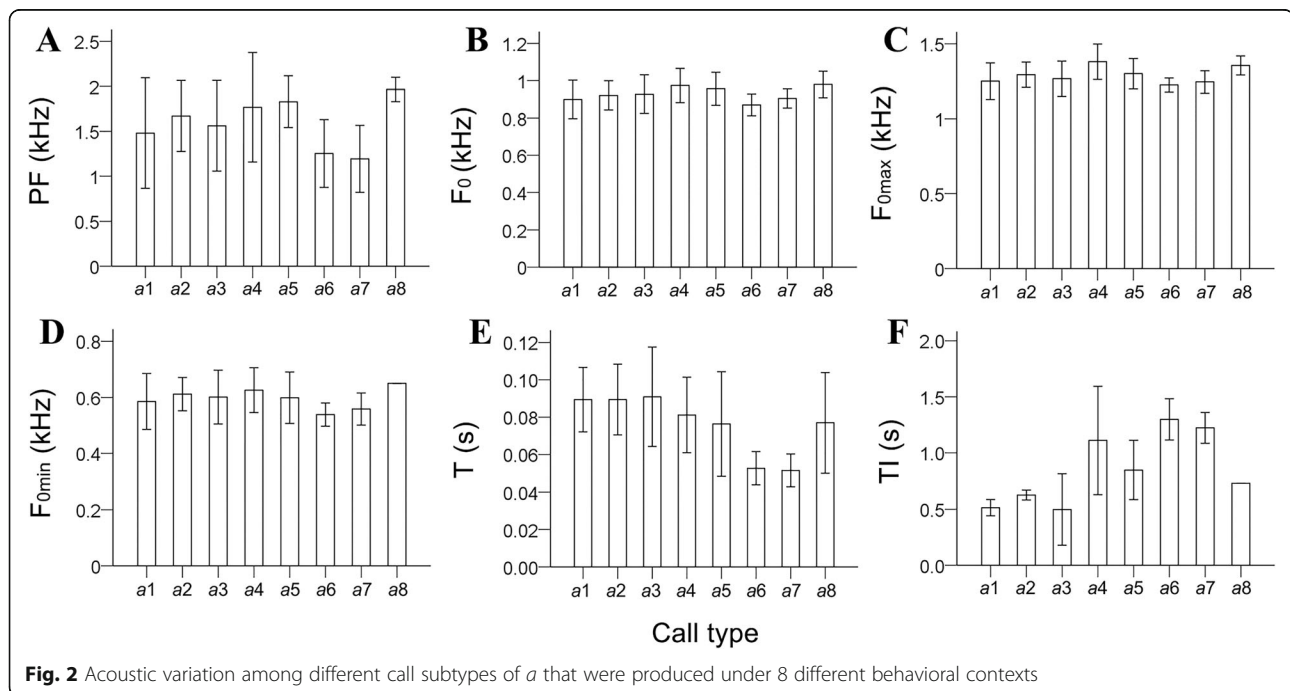 A
PF (kHz)
2.5
2
1.5
1
0.5
0
a1 a2 a3 a4 a5 a6 a7 a8
B
F0 (kHz)
1.2
1
0.8
0.6
0.4
0.2
0
a1 a2 a3 a4 a5 a6 a7 a8
C
F0max (kHz)
1.5
1
0.5
0
a1 a2 a3 a4 a5 a6 a7 a8
D
F0min (kHz)
0.8
0.6
0.4
0.2
0
a1 a2 a3 a4 a5 a6 a7 a8
E
T (s)
0.12
0.10
0.08
0.06
0.04
0.02
0.00
a1 a2 a3 a4 a5 a6 a7 a8
F
TI (s)
2.0
1.5
1.0
0.5
0.0
a1 a2 a3 a4 a5 a6 a7 a8
Call type
Fig. 2 Acoustic variation among different call subtypes of a that were produced under 8 different behavioral contexts